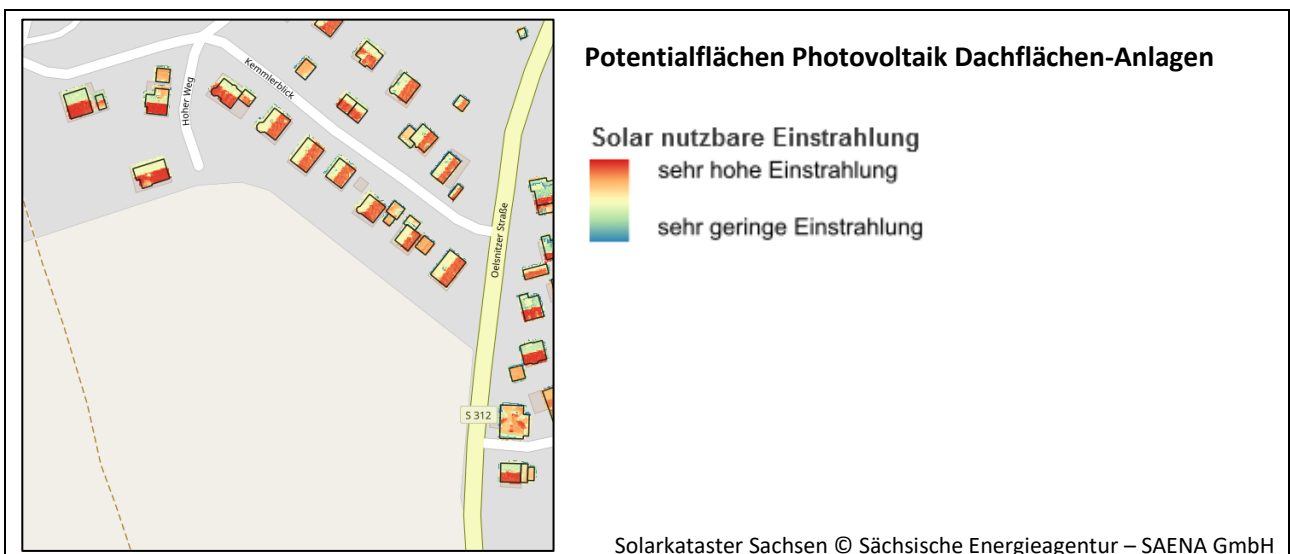 Potentialflächen Photovoltaik Dachflächen-Anlagen
Solar nutzbare Einstrahlung
sehr hohe Einstrahlung
sehr geringe Einstrahlung
Hoher Weg
Kemmlerblick
Oelsnitzer Straße
S 312
Solarkataster Sachsen © Sächsische Energieagentur – SAENA GmbH